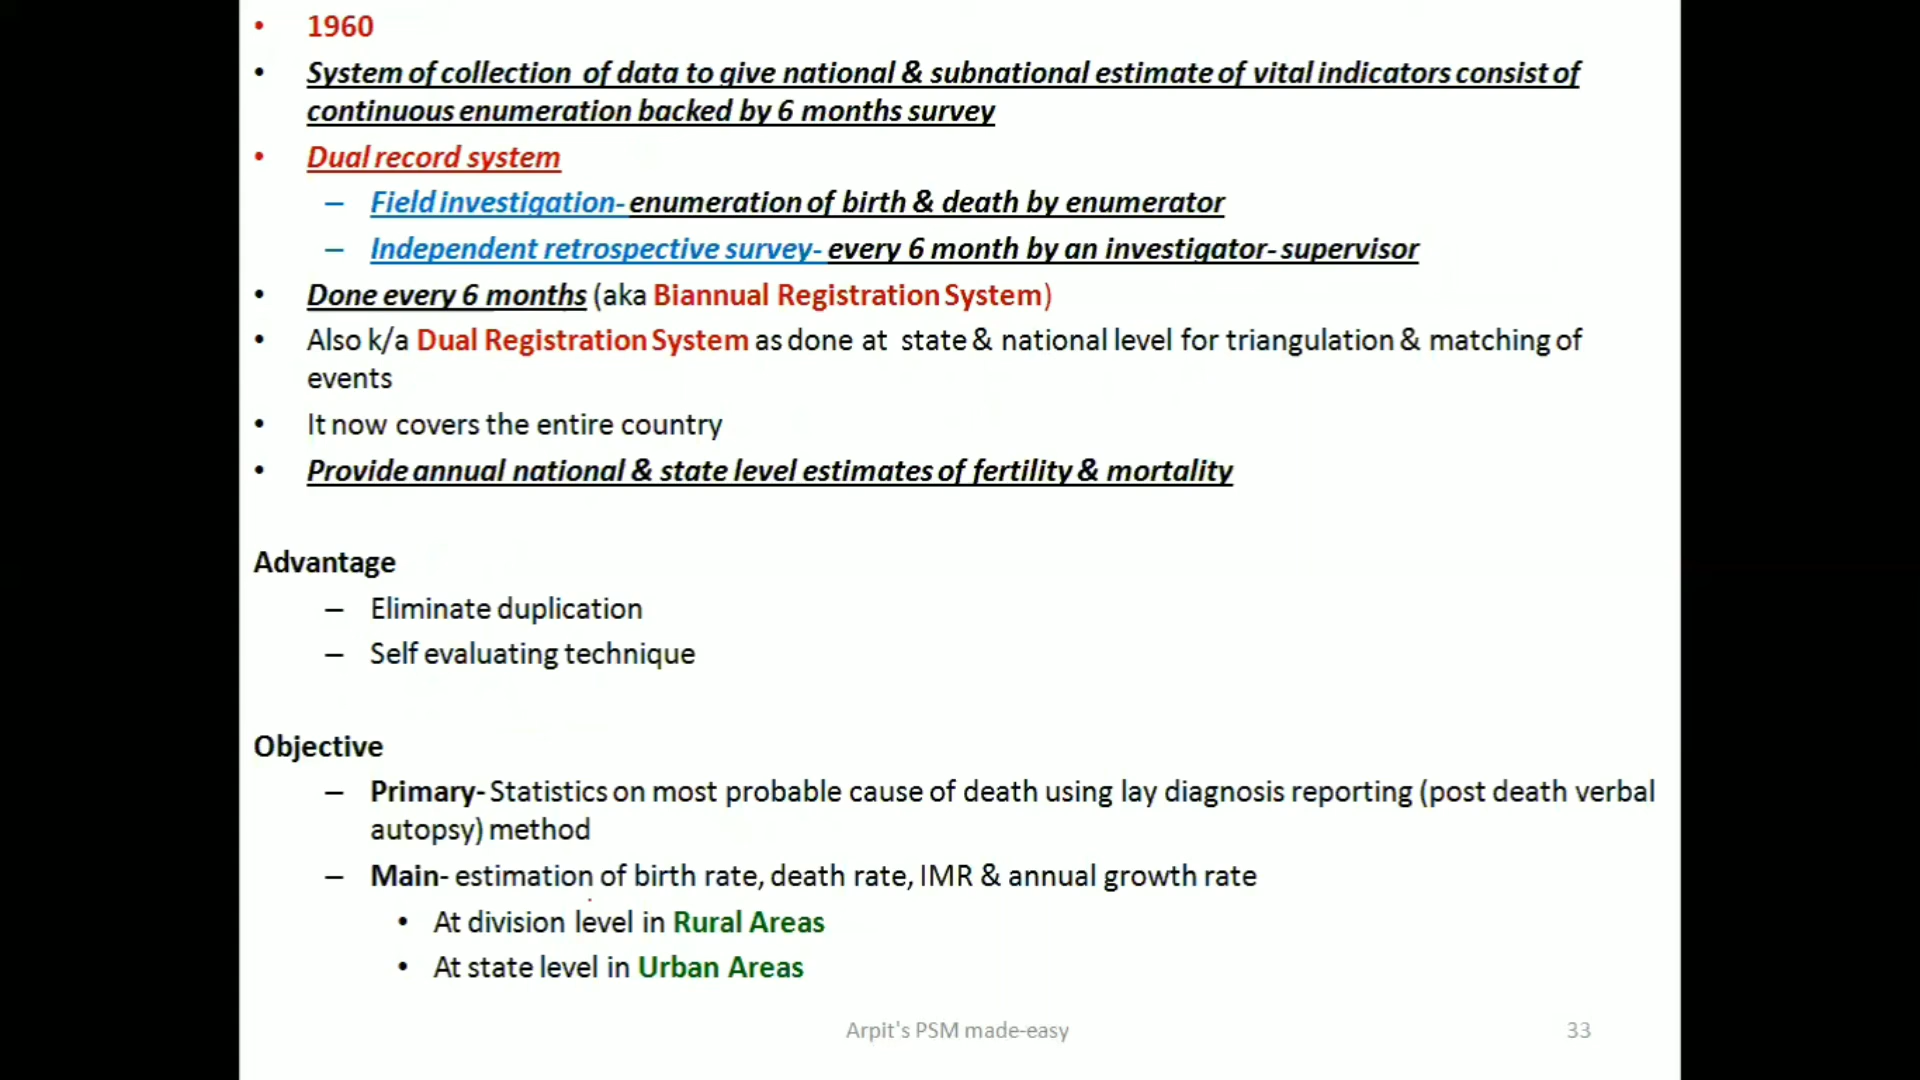 • 1960
• System of collection of data to give national & subnational estimate of vital indicators consist of
continuous enumeration backed by 6 months survey
• Dual record system
– Field investigation- enumeration of birth & death by enumerator
– Independent retrospective survey- every 6 month by an investigator- supervisor
• Done every 6 months (aka Biannual Registration System)
• Also k/a Dual Registration System as done at state & national level for triangulation & matching of
events
• It now covers the entire country
• Provide annual national & state level estimates of fertility & mortality
Advantage
– Eliminate duplication
– Self evaluating technique
Objective
– Primary- Statistics on most probable cause of death using lay diagnosis reporting (post death verbal
autopsy) method
– Main- estimation of birth rate, death rate, IMR & annual growth rate
• At division level in Rural Areas
• At state level in Urban Areas
Arpit's PSM made-easy
33